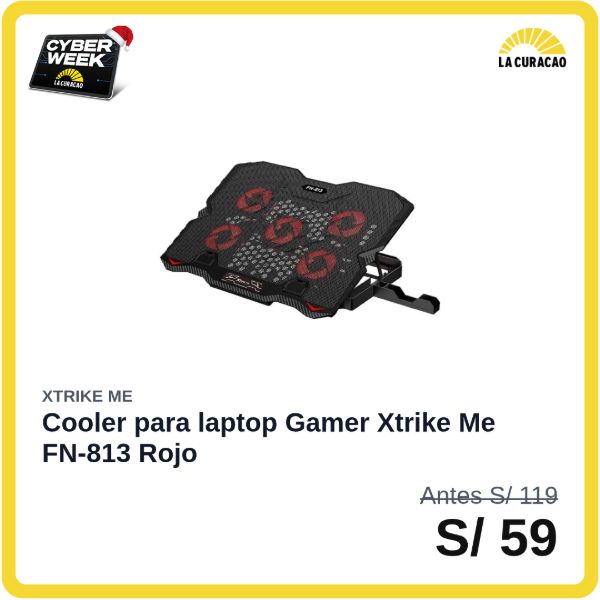 CYBER
WEEK
LA CURACAO
LA CURACAO
FN-813
XTRIKE ME
Cooler para laptop Gamer Xtrike Me
FN-813 Rojo
Antes S/ 119
S/ 59